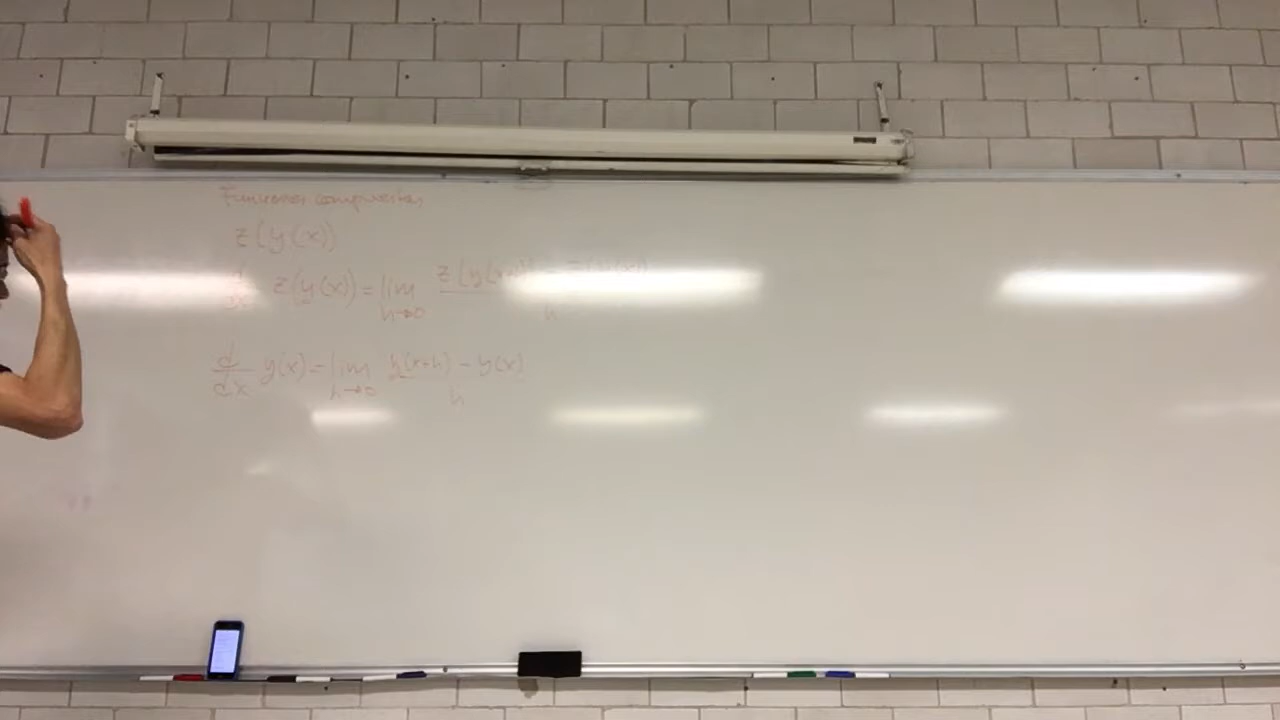 Funciones compuestas
z(y(x))
d/dx z(y(x)) = lim h→0 z(y(x+h)) - z(y(x)) / h
d/dx y(x) = lim h→0 y(x+h) - y(x) / h